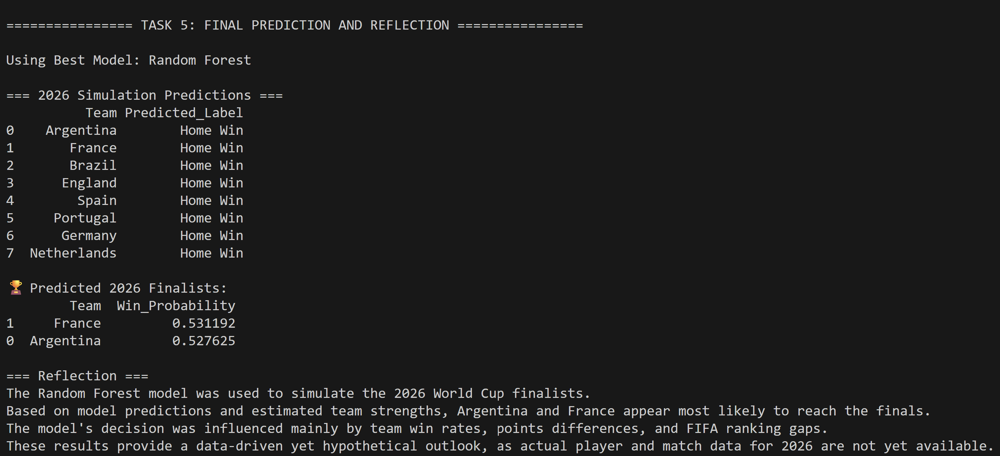 ================ TASK 5: FINAL PREDICTION AND REFLECTION ================
Using Best Model: Random Forest
=== 2026 Simulation Predictions ===
Team Predicted_Label
0 Argentina Home Win
1 France Home Win
2 Brazil Home Win
3 England Home Win
4 Spain Home Win
5 Portugal Home Win
6 Germany Home Win
7 Netherlands Home Win
🏆 Predicted 2026 Finalists:
Team Win_Probability
1 France 0.531192
0 Argentina 0.527625
=== Reflection ===
The Random Forest model was used to simulate the 2026 World Cup finalists.
Based on model predictions and estimated team strengths, Argentina and France appear most likely to reach the finals.
The model's decision was influenced mainly by team win rates, points differences, and FIFA ranking gaps.
These results provide a data-driven yet hypothetical outlook, as actual player and match data for 2026 are not yet available.